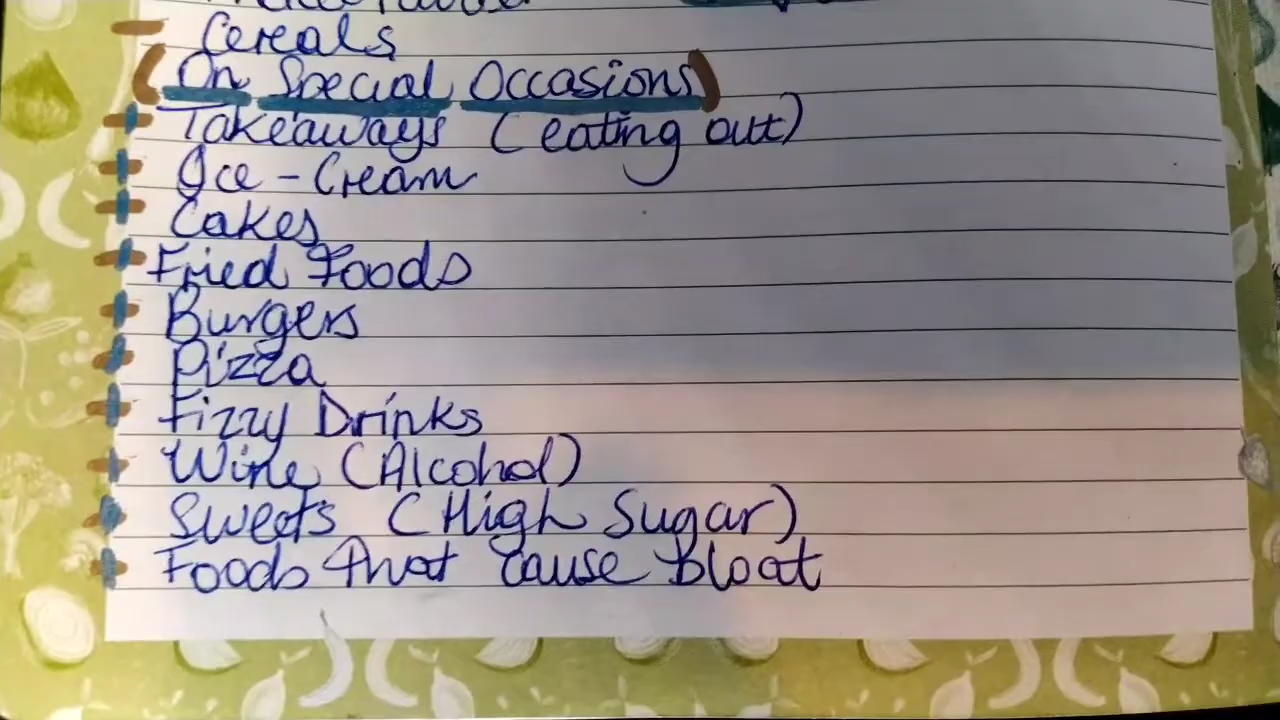 Cereals
(On Special Occasions)
Takeaways (eating out)
Ice-Cream
Cakes
Fried Foods
Burgers
Pizza
Fizzy Drinks
Wine (Alcohol)
Sweets (High Sugar)
Foods that cause bloat